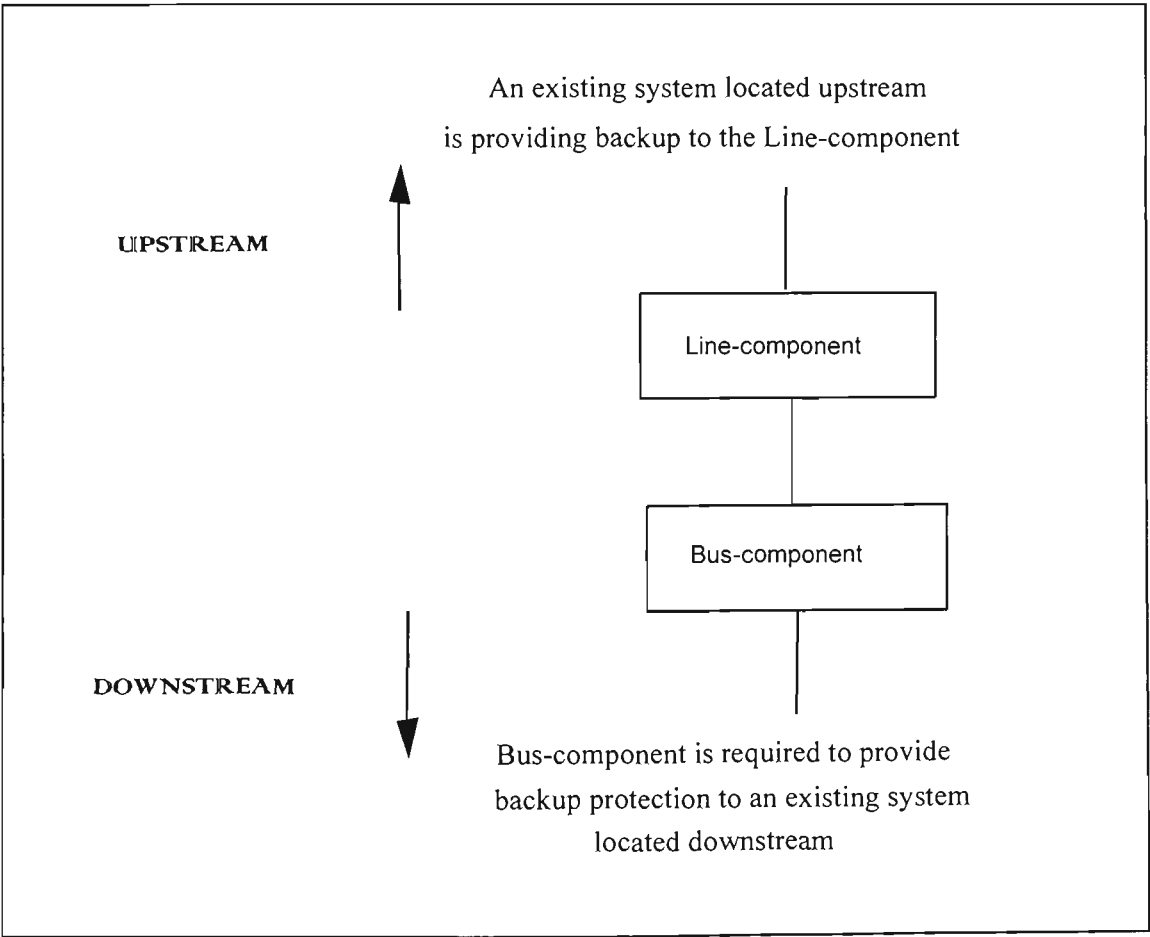 An existing system located upstream
is providing backup to the Line-component
UPSTREAM
Line-component
Bus-component
DOWNSTREAM
Bus-component is required to provide
backup protection to an existing system
located downstream